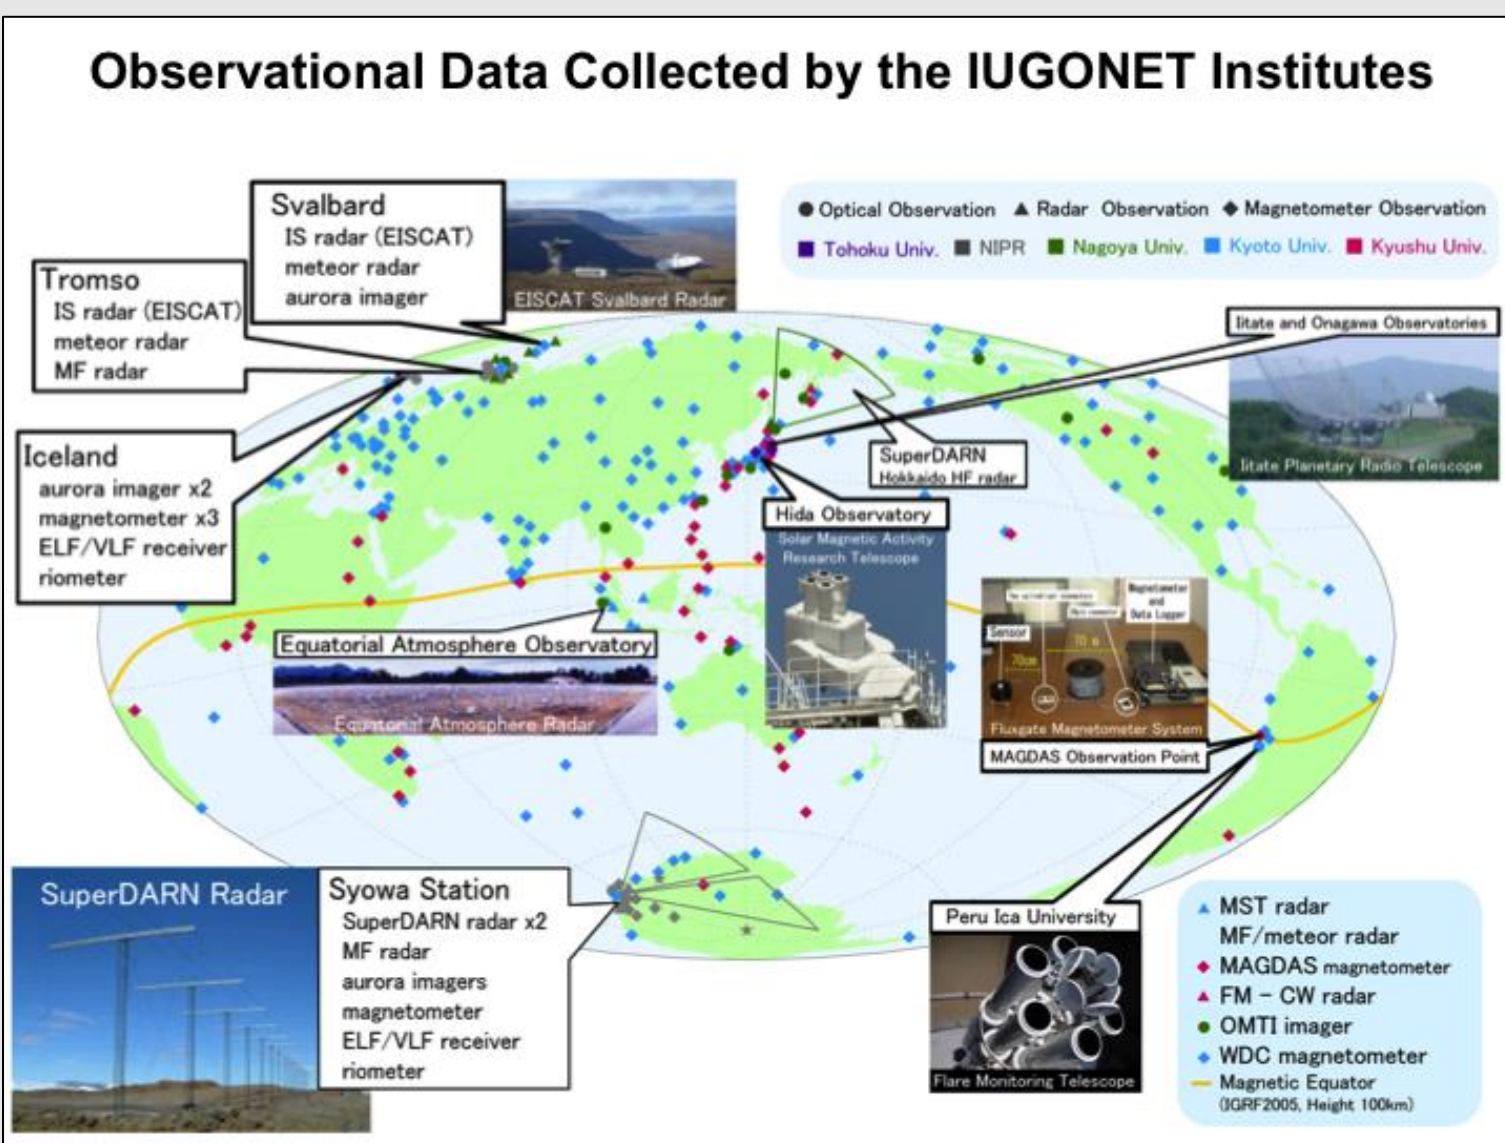 Observational Data Collected by the IUGONET Institutes
Svalbard
IS radar (EISCAT)
meteor radar
aurora imager
EISCAT Svalbard Radar
Optical Observation Radar Observation Magnetometer Observation
Tohoku Univ. NIPR Nagoya Univ. Kyoto Univ. Kyushu Univ.
Tromso
IS radar (EISCAT)
meteor radar
MF radar
Iitate and Onagawa Observatories
Iitate Planetary Radio Telescope
Iceland
aurora imager x2
magnetometer x3
ELF/VLF receiver
riometer
SuperDARN
Hokkaido HF radar
Hida Observatory
Solar Magnetic Activity
Research Telescope
Equatorial Atmosphere Observatory
Equatorial Atmosphere Radar
Magnetometer
and
Data Logger
Sensor
70 m
70cm
Fluxgate Magnetometer System
MAGDAS Observation Point
SuperDARN Radar
Syowa Station
SuperDARN radar x2
MF radar
aurora imagers
magnetometer
ELF/VLF receiver
riometer
Peru Ica University
Flare Monitoring Telescope
MST radar
MF/meteor radar
MAGDAS magnetometer
FM - CW radar
OMTI imager
WDC magnetometer
Magnetic Equator
(IGRF2005, Height 100km)